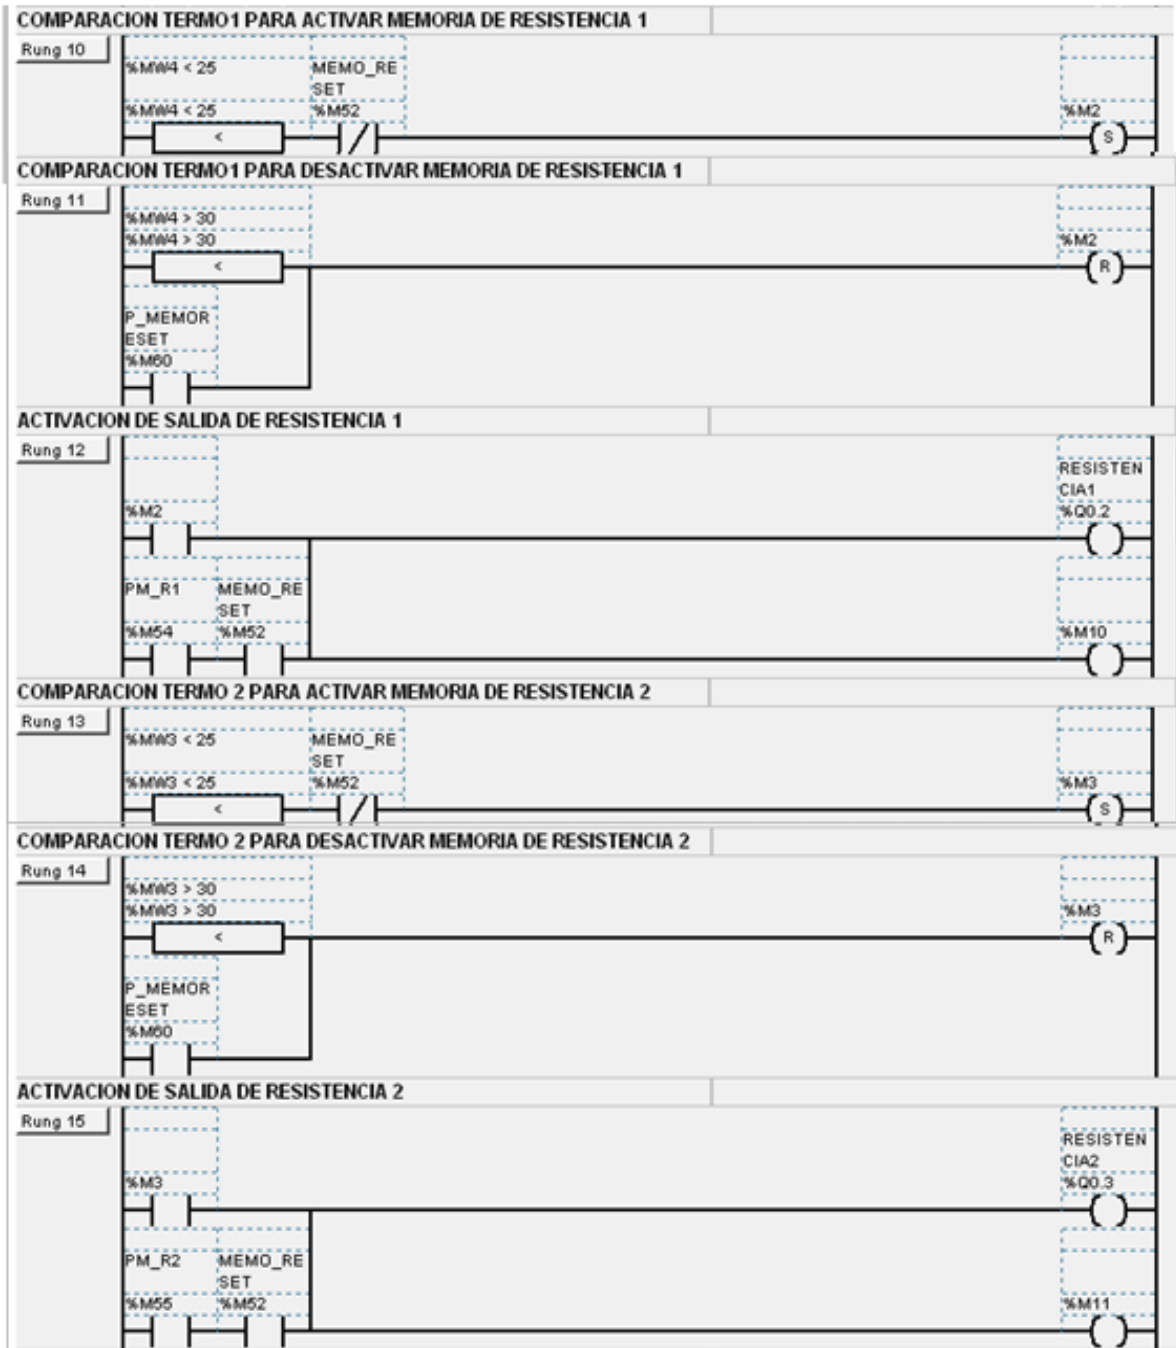 COMPARACION TERMO1 PARA ACTIVAR MEMORIA DE RESISTENCIA 1
Rung 10
%MW4 < 25 MEMO_RE
SET
%MW4 < 25 %M52 %M2
< S
COMPARACION TERMO1 PARA DESACTIVAR MEMORIA DE RESISTENCIA 1
Rung 11
%MW4 > 30
%MW4 > 30 %M2
< R
P_MEMOR
ESET
%M60
ACTIVACION DE SALIDA DE RESISTENCIA 1
Rung 12
RESISTEN
CIA1
%M2 %Q0.2
PM_R1 MEMO_RE
SET
%M54 %M52 %M10
COMPARACION TERMO 2 PARA ACTIVAR MEMORIA DE RESISTENCIA 2
Rung 13
%MW3 < 25 MEMO_RE
SET
%MW3 < 25 %M52 %M3
< S
COMPARACION TERMO 2 PARA DESACTIVAR MEMORIA DE RESISTENCIA 2
Rung 14
%MW3 > 30
%MW3 > 30 %M3
< R
P_MEMOR
ESET
%M60
ACTIVACION DE SALIDA DE RESISTENCIA 2
Rung 15
RESISTEN
CIA2
%M3 %Q0.3
PM_R2 MEMO_RE
SET
%M55 %M52 %M11